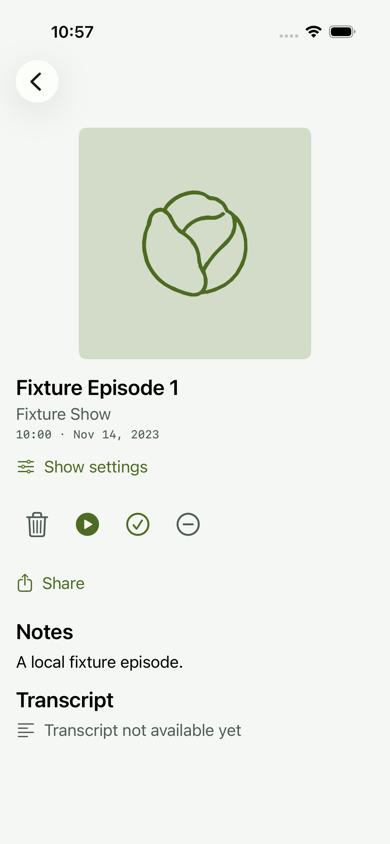 10:57
Fixture Episode 1
Fixture Show
10:00 · Nov 14, 2023
Show settings
Share
Notes
A local fixture episode.
Transcript
Transcript not available yet